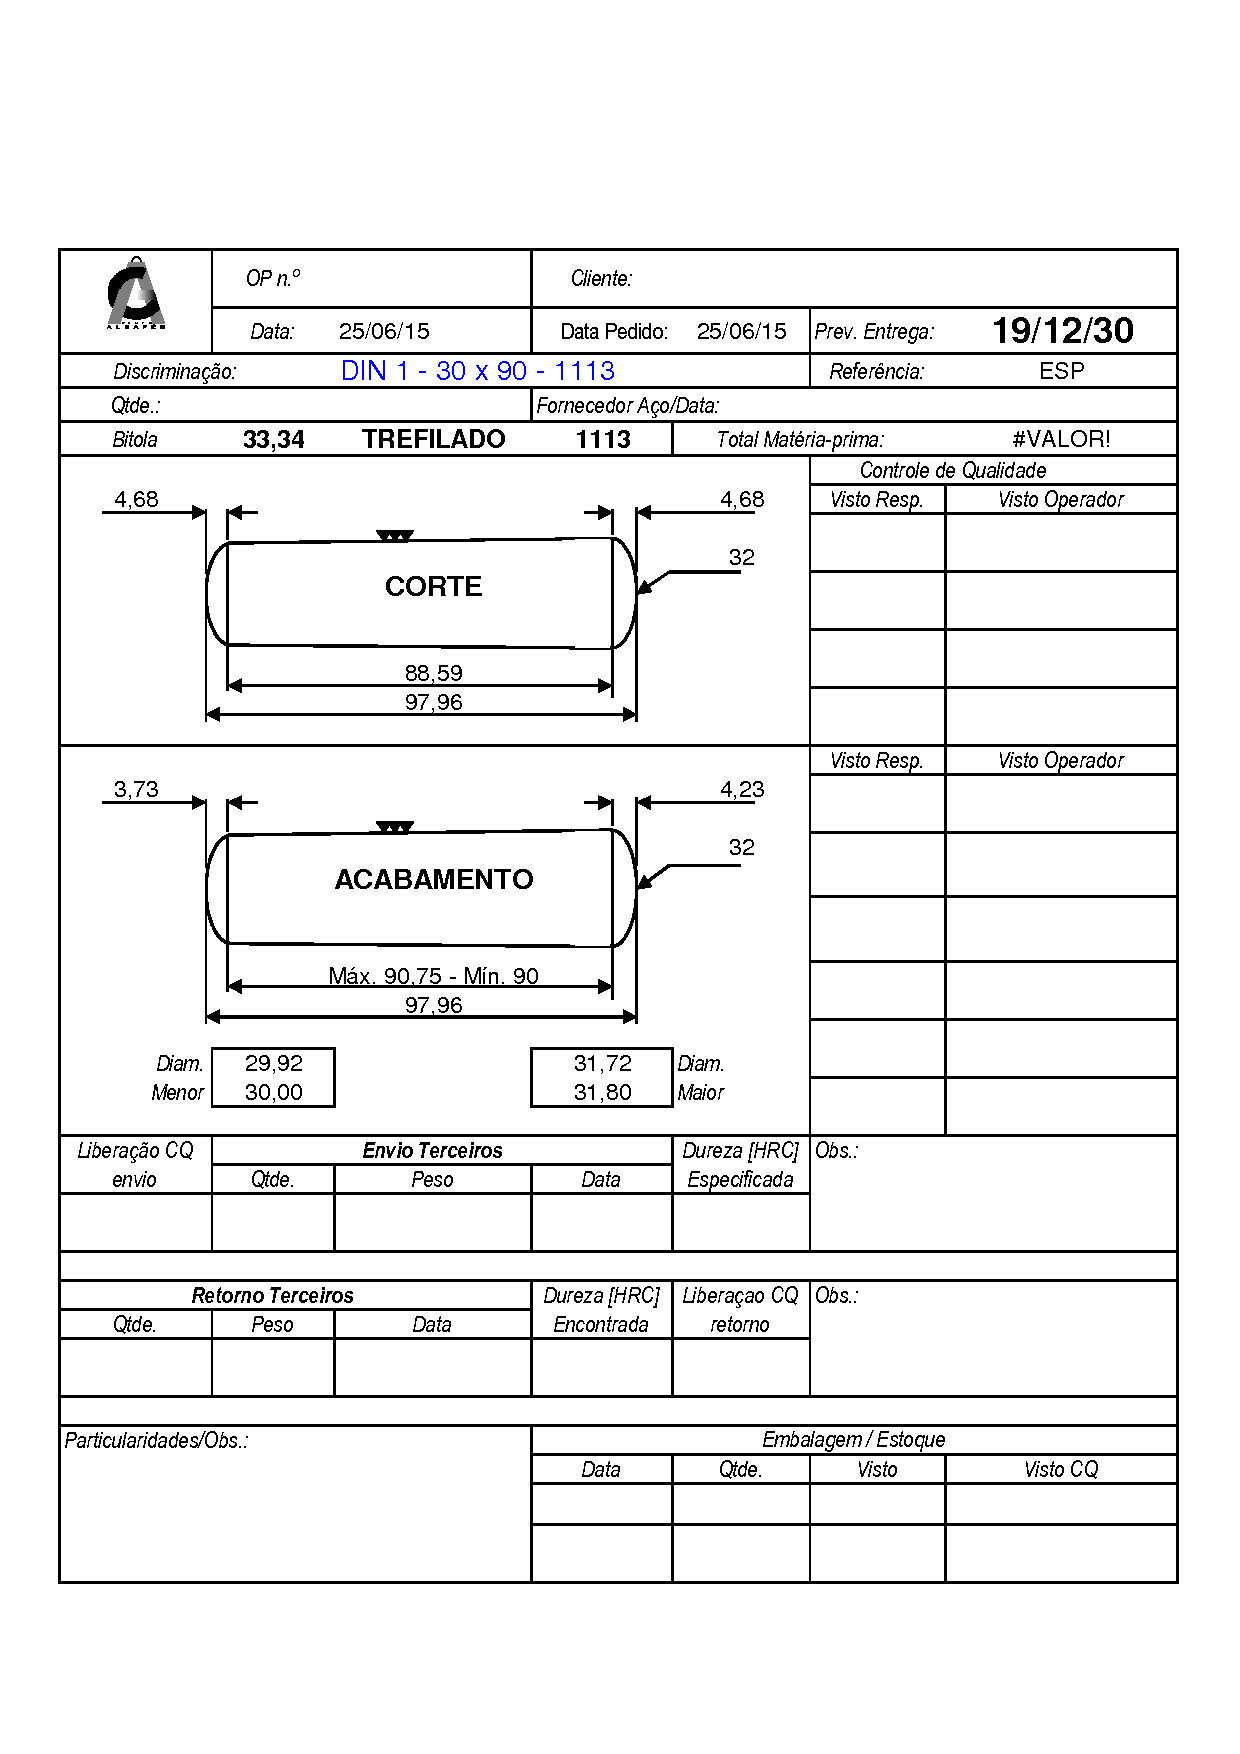 OP n.º Cliente:
Data: 25/06/15 Data Pedido: 25/06/15 Prev. Entrega: 19/12/30
Discriminação: DIN 1 - 30 x 90 - 1113 Referência: ESP
Qtde.: Fornecedor Aço/Data:
Bitola 33,34 TREFILADO 1113 Total Matéria-prima: #VALOR!
Controle de Qualidade
4,68 4,68 Visto Resp. Visto Operador
32
CORTE
88,59
97,96
Visto Resp. Visto Operador
3,73 4,23
32
ACABAMENTO
Máx. 90,75 - Mín. 90
97,96
Diam. 29,92 31,72 Diam.
Menor 30,00 31,80 Maior
Liberação CQ Envio Terceiros Dureza [HRC] Obs.:
envio Qtde. Peso Data Especificada
Retorno Terceiros Dureza [HRC] Liberaçao CQ Obs.:
Qtde. Peso Data Encontrada retorno
Particularidades/Obs.: Embalagem / Estoque
Data Qtde. Visto Visto CQ